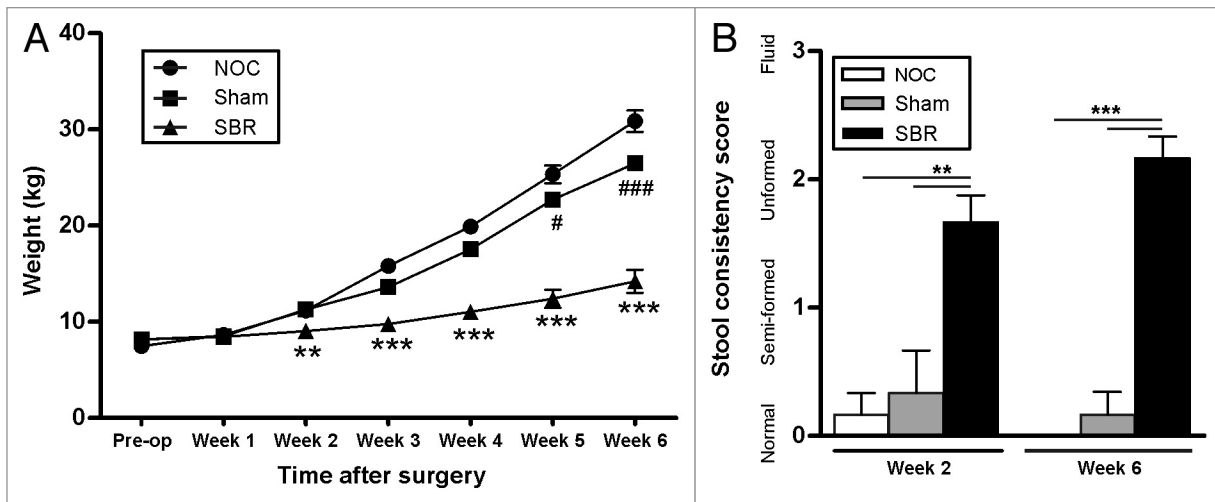 A
40
30
20
10
0
Weight (kg)
NOC
Sham
SBR
#
###
**
***
***
***
***
Pre-op Week 1 Week 2 Week 3 Week 4 Week 5 Week 6
Time after surgery
B
3
2
1
0
Stool consistency score
Fluid
Unformed
Semi-formed
Normal
NOC
Sham
SBR
**
***
Week 2 Week 6